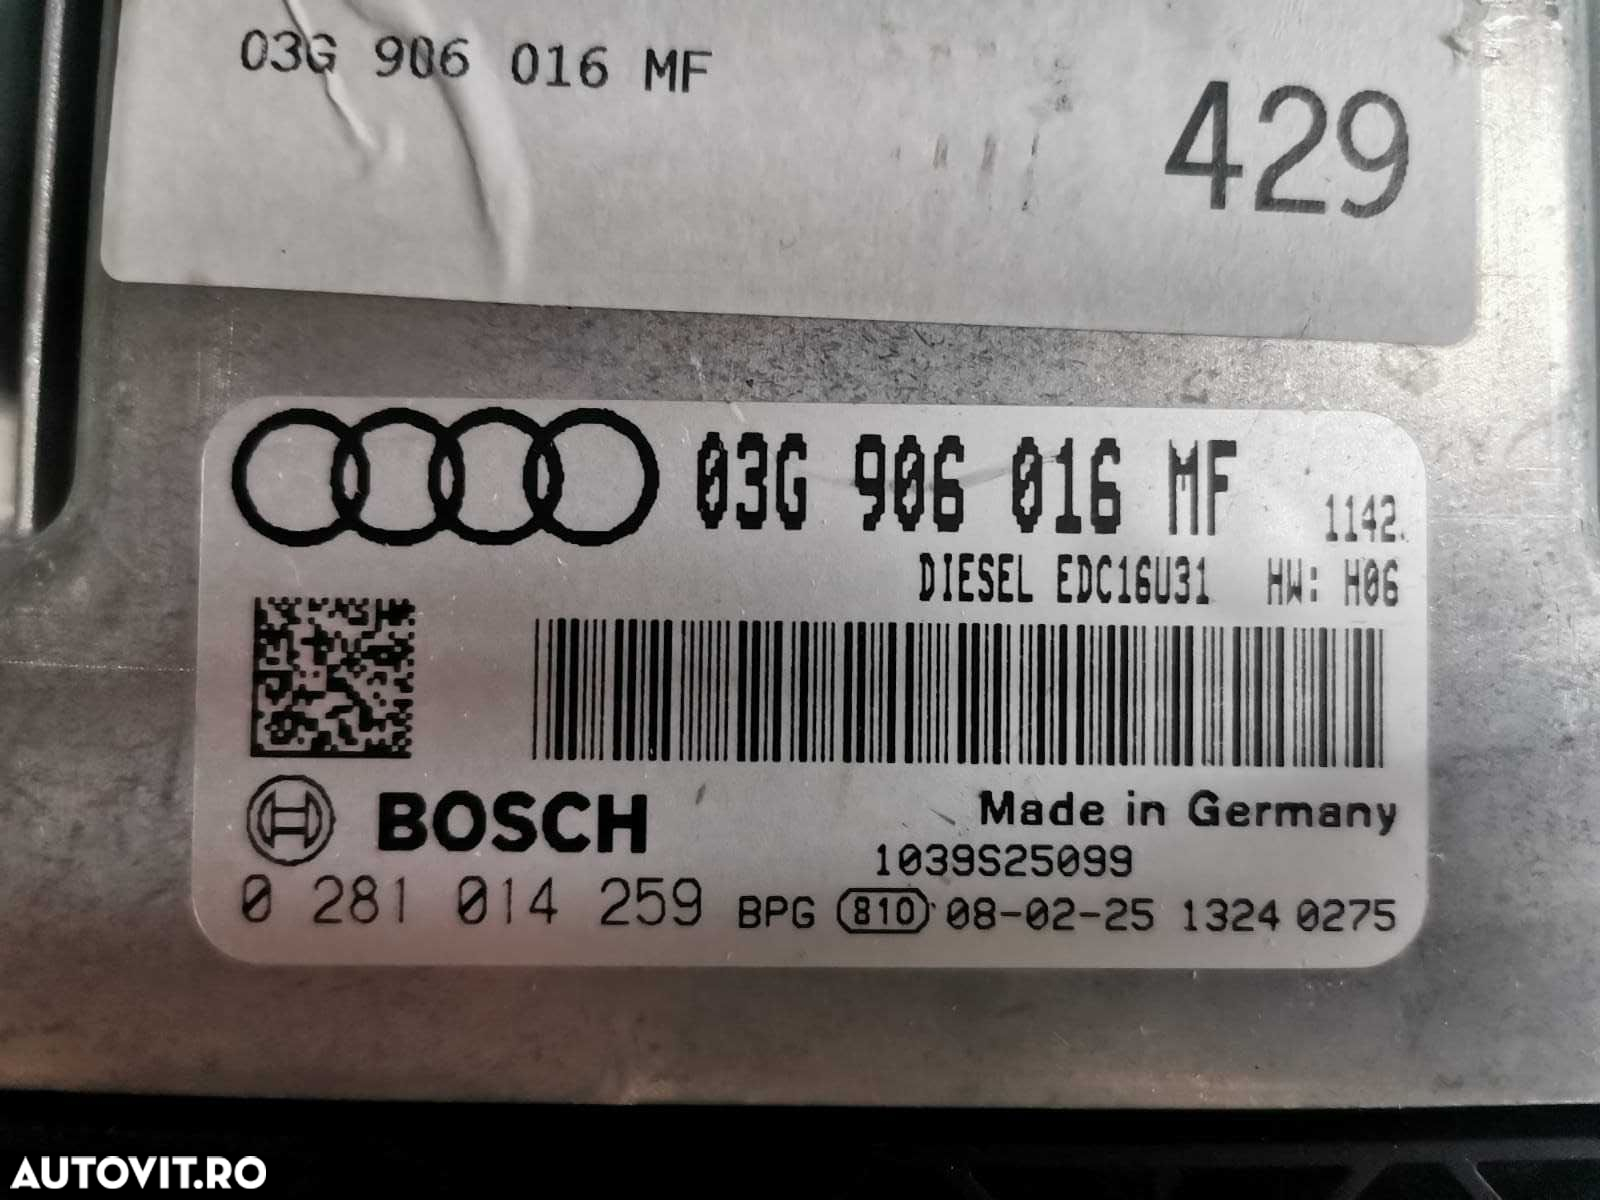 03G 906 016 MF
429
03G 906 016 MF 1142.
DIESEL EDC16U31 HW: H06
BOSCH
Made in Germany
1039S25099
0 281 014 259 BPG 810 08-02-25 1324 0275
AUTOVIT.RO